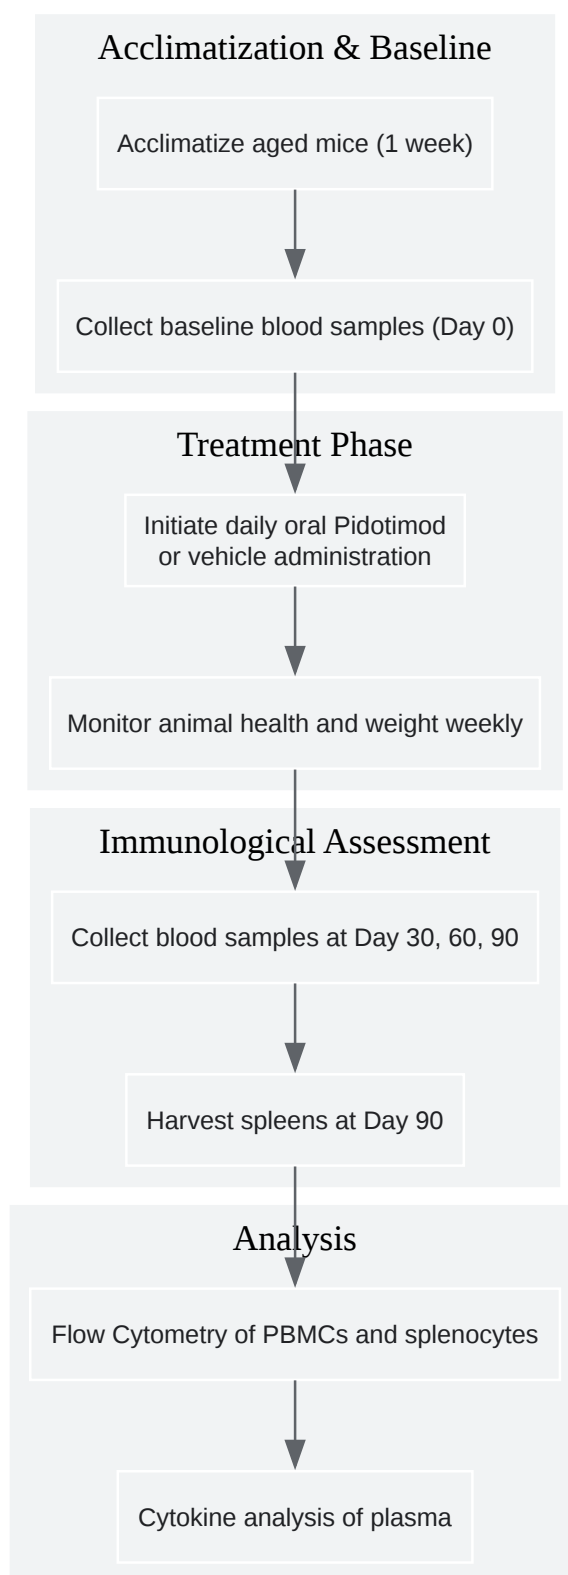 Acclimatization & Baseline
Acclimatize aged mice (1 week)
Collect baseline blood samples (Day 0)
Treatment Phase
Initiate daily oral Pidotimod
or vehicle administration
Monitor animal health and weight weekly
Immunological Assessment
Collect blood samples at Day 30, 60, 90
Harvest spleens at Day 90
Analysis
Flow Cytometry of PBMCs and splenocytes
Cytokine analysis of plasma